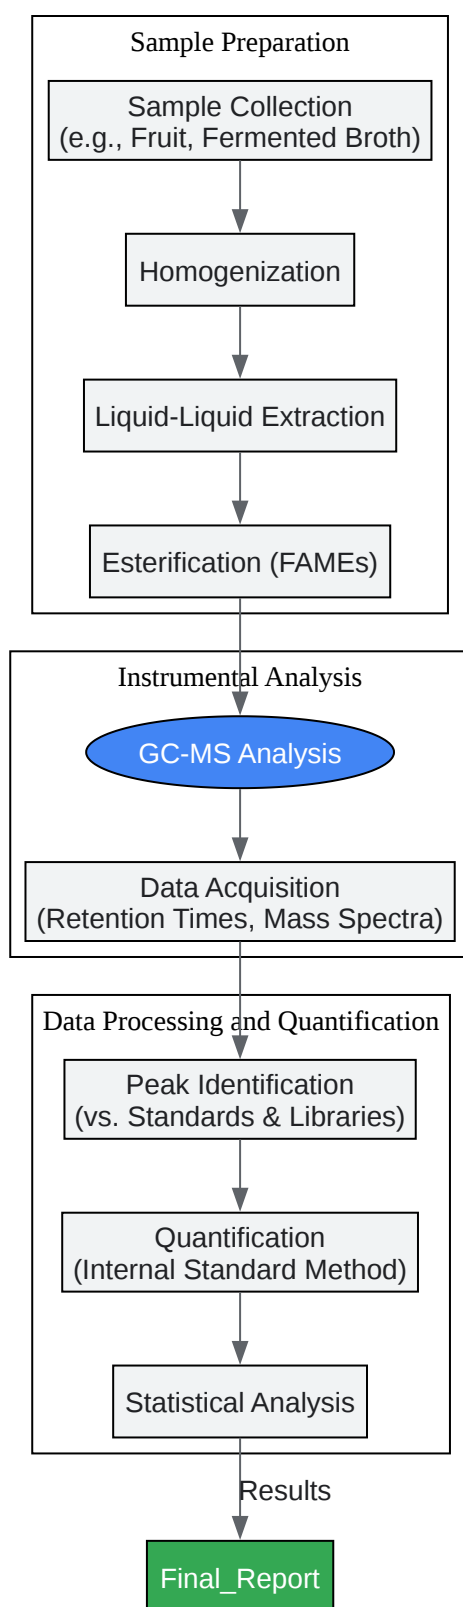 Sample Preparation
Sample Collection
(e.g., Fruit, Fermented Broth)
Homogenization
Liquid-Liquid Extraction
Esterification (FAMEs)
Instrumental Analysis
GC-MS Analysis
Data Acquisition
(Retention Times, Mass Spectra)
Data Processing and Quantification
Peak Identification
(vs. Standards & Libraries)
Quantification
(Internal Standard Method)
Statistical Analysis
Results
Final_Report